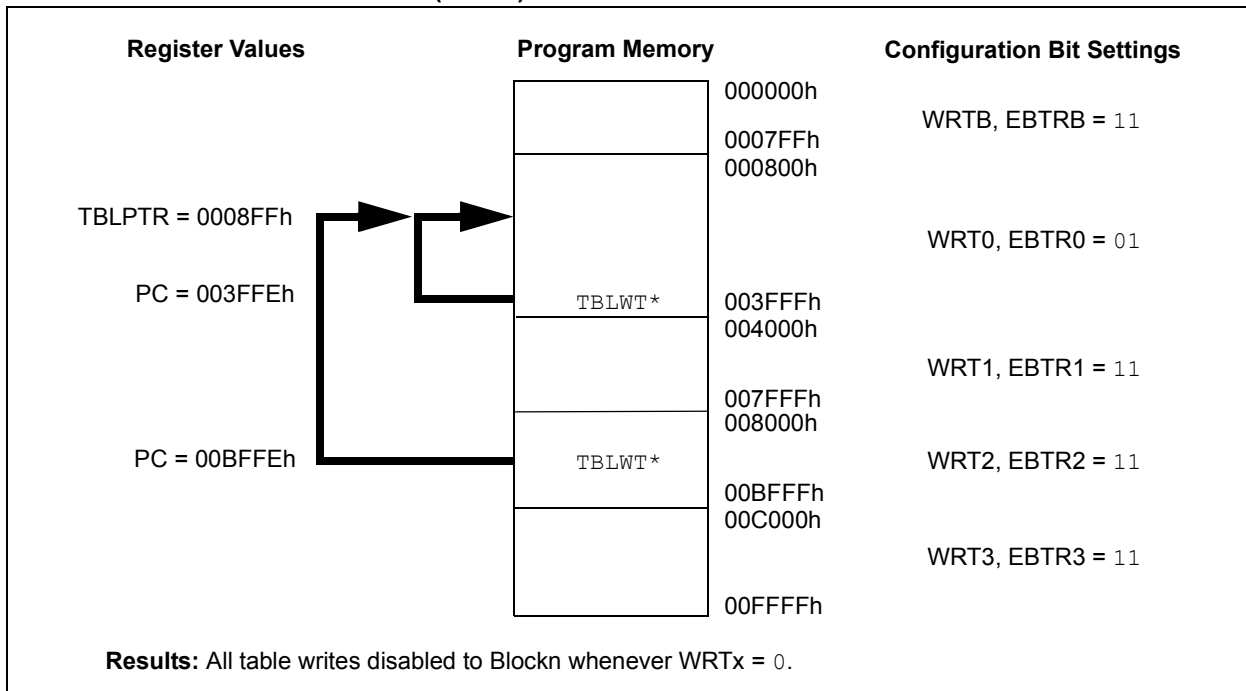 Register Values Program Memory Configuration Bit Settings
000000h
WRTB, EBTRB = 11
0007FFh
000800h
TBLPTR = 0008FFh
WRT0, EBTR0 = 01
PC = 003FFEh TBLWT* 003FFFh
004000h
WRT1, EBTR1 = 11
007FFFh
008000h
PC = 00BFFEh TBLWT* WRT2, EBTR2 = 11
00BFFFh
00C000h
WRT3, EBTR3 = 11
00FFFFh
Results: All table writes disabled to Blockn whenever WRTx = 0.